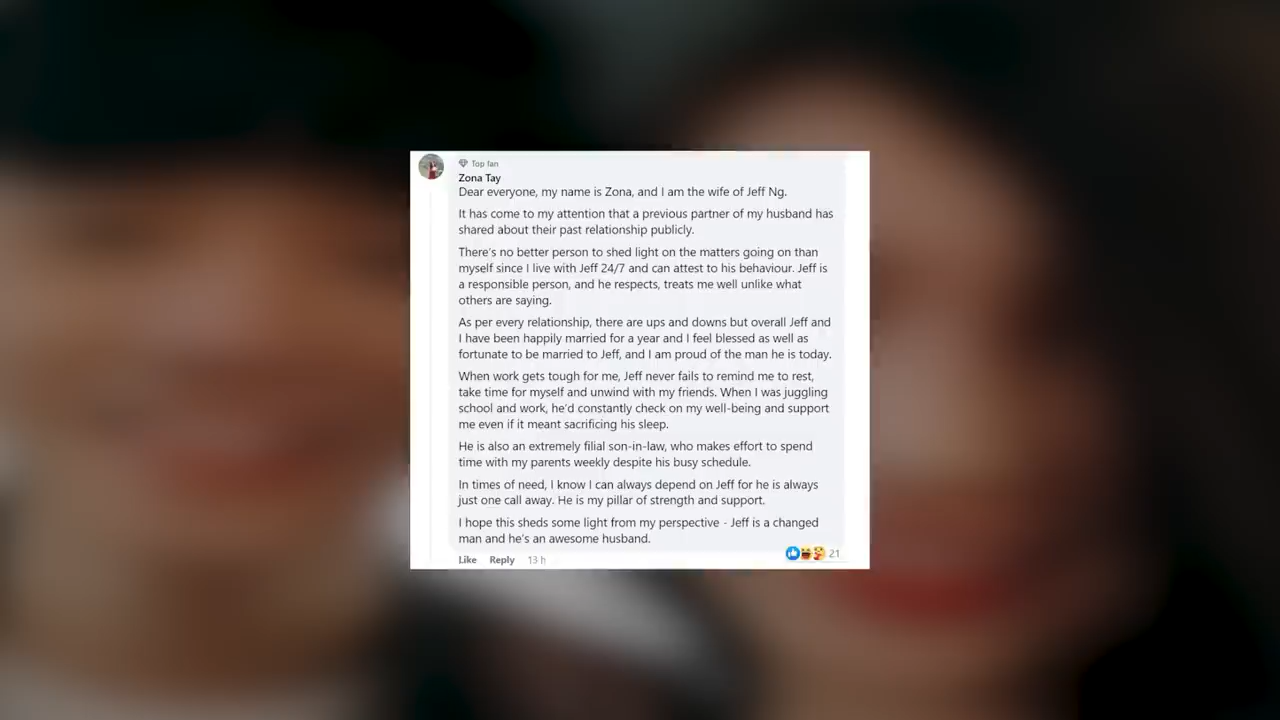 Top fan
Zona Tay
Dear everyone, my name is Zona, and I am the wife of Jeff Ng.
It has come to my attention that a previous partner of my husband has
shared about their past relationship publicly.
There's no better person to shed light on the matters going on than
myself since I live with Jeff 24/7 and can attest to his behaviour. Jeff is
a responsible person, and he respects, treats me well unlike what
others are saying.
As per every relationship, there are ups and downs but overall Jeff and
I have been happily married for a year and I feel blessed as well as
fortunate to be married to Jeff, and I am proud of the man he is today.
When work gets tough for me, Jeff never fails to remind me to rest,
take time for myself and unwind with my friends. When I was juggling
school and work, he'd constantly check on my well-being and support
me even if it meant sacrificing his sleep.
He is also an extremely filial son-in-law, who makes effort to spend
time with my parents weekly despite his busy schedule.
In times of need, I know I can always depend on Jeff for he is always
just one call away. He is my pillar of strength and support.
I hope this sheds some light from my perspective - Jeff is a changed
man and he's an awesome husband.
Like Reply 13 h 21